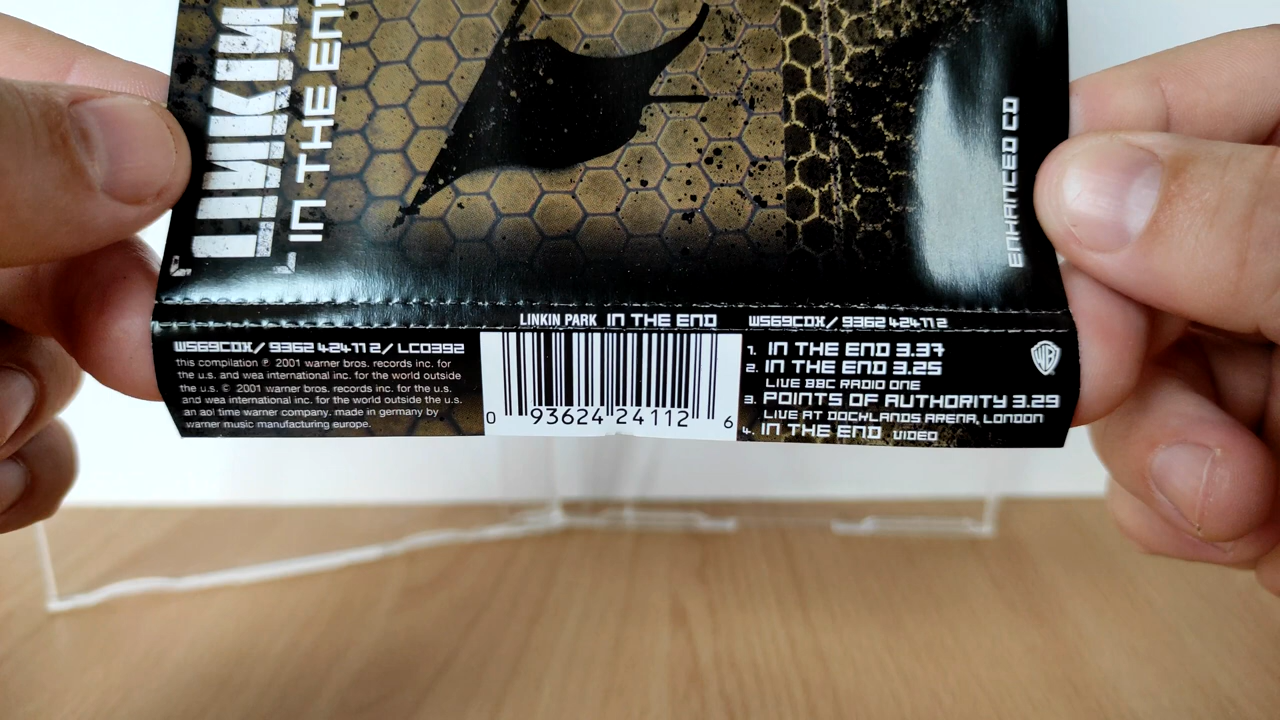 LINKIN
IN THE EN
ENHANCED CD
LINKIN PARK IN THE END W569CDX/ 9362 42411 2
W569CDX/ 9362 42411 2/ LC0392
this compilation ℗ 2001 warner bros. records inc. for
the u.s. and wea international inc. for the world outside
the u.s. © 2001 warner bros. records inc. for the u.s.
and wea international inc. for the world outside the u.s.
an aol time warner company. made in germany by
warner music manufacturing europe.
0 93624 24112 6
1. IN THE END 3.37
2. IN THE END 3.25
LIVE BBC RADIO ONE
3. POINTS OF AUTHORITY 3.29
LIVE AT DOCKLANDS ARENA, LONDON
4. IN THE END VIDEO
WB